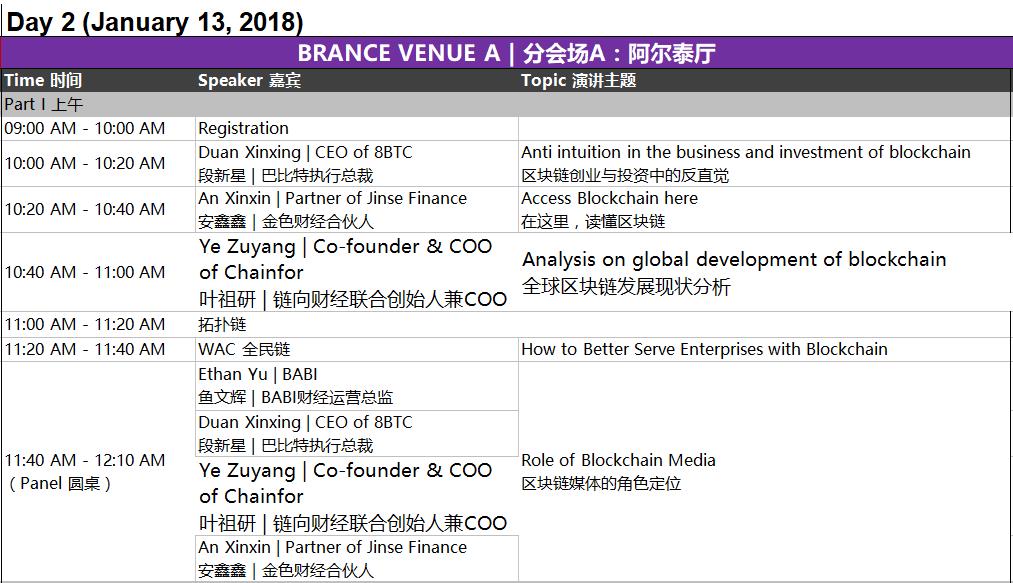 Day 2 (January 13, 2018)
BRANCE VENUE A | 分会场A：阿尔泰厅
Time 时间 Speaker 嘉宾 Topic 演讲主题
Part I 上午
09:00 AM - 10:00 AM Registration
10:00 AM - 10:20 AM
Duan Xinxing | CEO of 8BTC
段新星 | 巴比特执行总裁
Anti intuition in the business and investment of blockchain
区块链创业与投资中的反直觉
10:20 AM - 10:40 AM
An Xinxin | Partner of Jinse Finance
安鑫鑫 | 金色财经合伙人
Access Blockchain here
在这里，读懂区块链
10:40 AM - 11:00 AM
Ye Zuyang | Co-founder & COO
of Chainfor
叶祖研 | 链向财经联合创始人兼COO
Analysis on global development of blockchain
全球区块链发展现状分析
11:00 AM - 11:20 AM 拓扑链
11:20 AM - 11:40 AM WAC 全民链 How to Better Serve Enterprises with Blockchain
11:40 AM - 12:10 AM
（Panel 圆桌）
Ethan Yu | BABI
鱼文辉 | BABI财经运营总监
Duan Xinxing | CEO of 8BTC
段新星 | 巴比特执行总裁
Ye Zuyang | Co-founder & COO
of Chainfor
叶祖研 | 链向财经联合创始人兼COO
An Xinxin | Partner of Jinse Finance
安鑫鑫 | 金色财经合伙人
Role of Blockchain Media
区块链媒体的角色定位